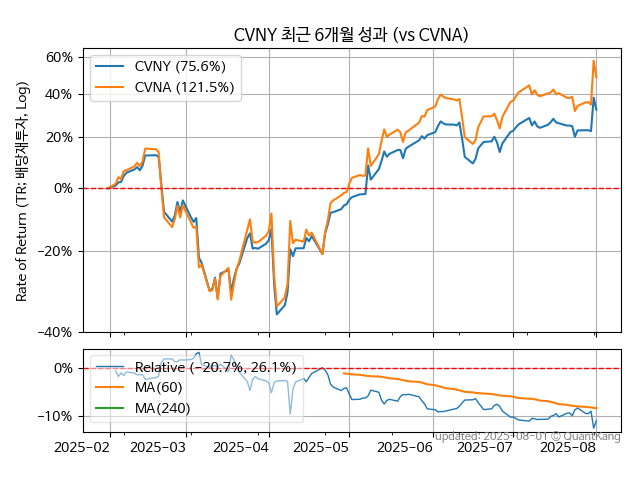 CVNY 최근 6개월 성과 (vs CVNA)
Rate of Return (TR: 배당재투자, Log)
60%
40%
20%
0%
−20%
−40%
CVNY (75.6%)
CVNA (121.5%)
0%
−10%
Relative (−20.7%, 26.1%)
MA(60)
MA(240)
2025-02 2025-03 2025-04 2025-05 2025-06 2025-07 2025-08
updated: 2025-08-01 © QuantKang